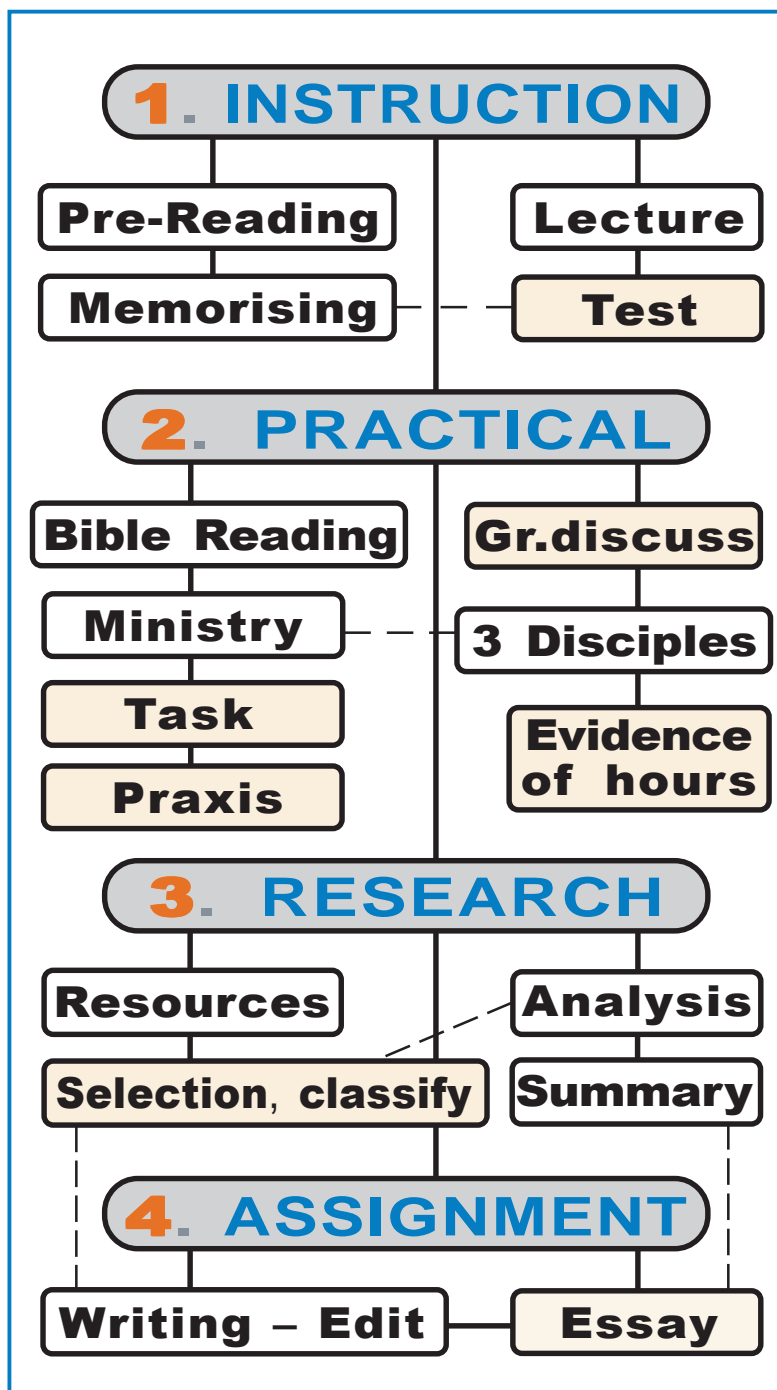 1. INSTRUCTION
Pre-Reading
Lecture
Memorising
Test
2. PRACTICAL
Bible Reading
Gr.discuss
Ministry
3 Disciples
Task
Evidence
of hours
Praxis
3. RESEARCH
Resources
Analysis
Selection, classify
Summary
4. ASSIGNMENT
Writing – Edit
Essay